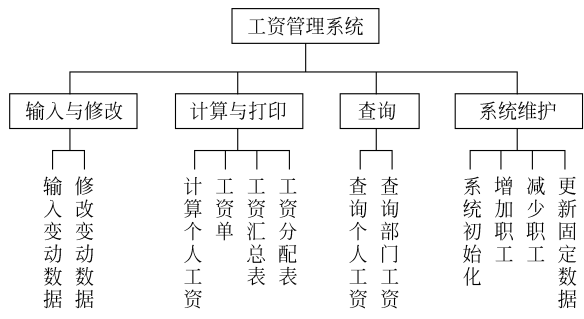 工资管理系统
输入与修改
计算与打印
查询
系统维护
输入变动数据
修改变动数据
计算个人工资
工资单
工资汇总表
工资分配表
查询个人工资
查询部门工资
系统初始化
增加职工
减少职工
更新固定数据